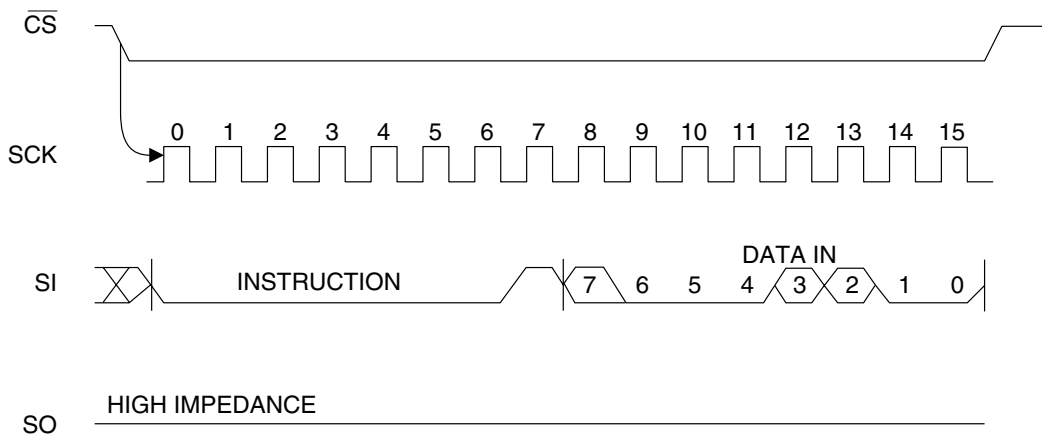 CS
0 1 2 3 4 5 6 7 8 9 10 11 12 13 14 15
SCK
DATA IN
SI INSTRUCTION 7 6 5 4 3 2 1 0
HIGH IMPEDANCE
SO